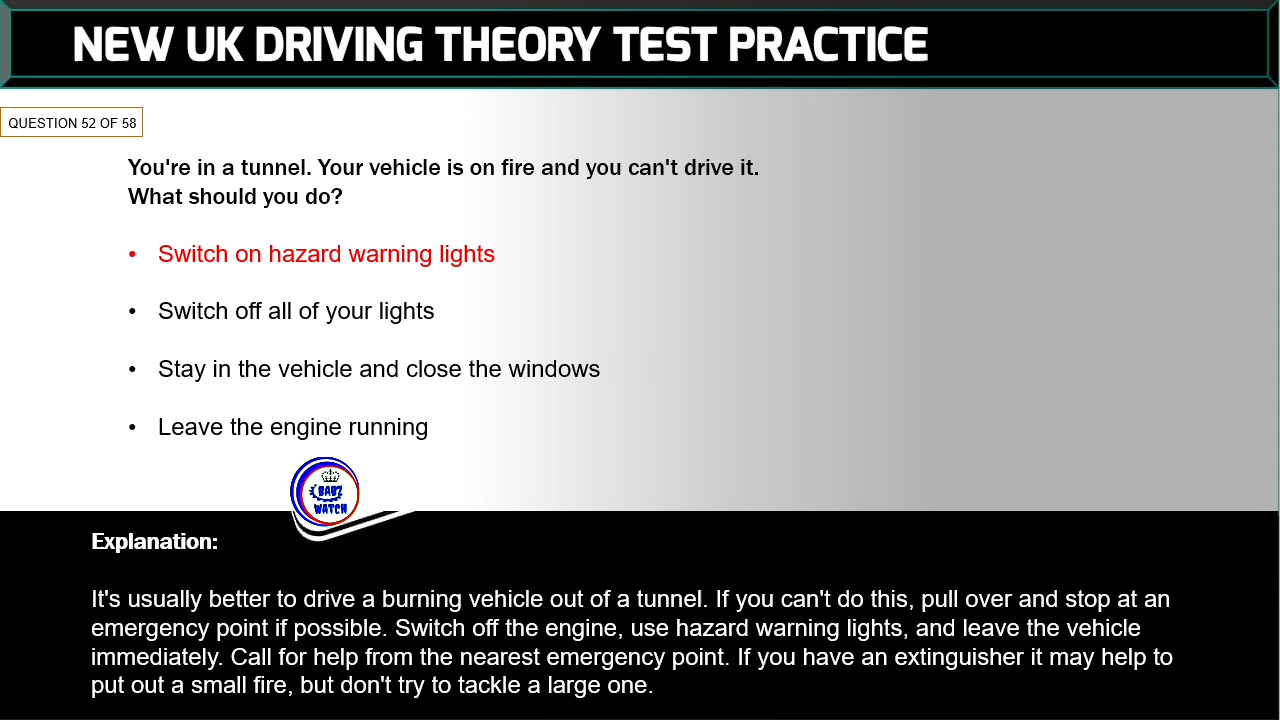 NEW UK DRIVING THEORY TEST PRACTICE
QUESTION 52 OF 58
You're in a tunnel. Your vehicle is on fire and you can't drive it.
What should you do?
• Switch on hazard warning lights
• Switch off all of your lights
• Stay in the vehicle and close the windows
• Leave the engine running
BABZ
WATCH
Explanation:
It's usually better to drive a burning vehicle out of a tunnel. If you can't do this, pull over and stop at an
emergency point if possible. Switch off the engine, use hazard warning lights, and leave the vehicle
immediately. Call for help from the nearest emergency point. If you have an extinguisher it may help to
put out a small fire, but don't try to tackle a large one.